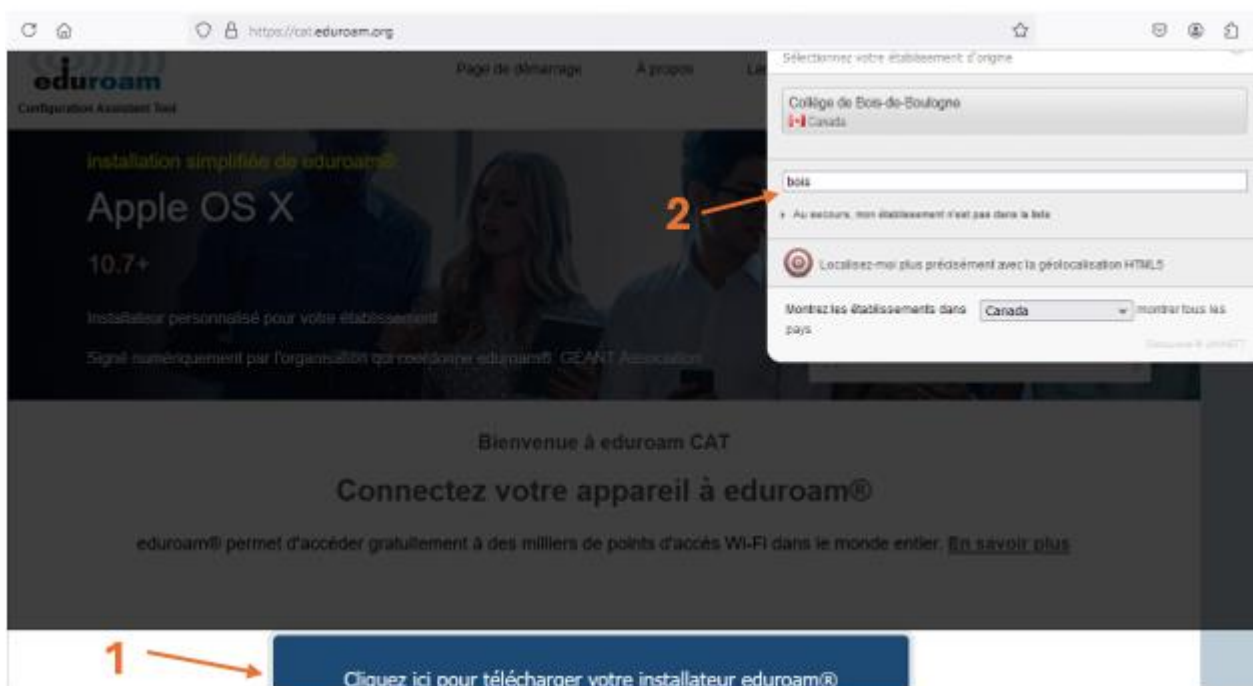 https://cat.eduroam.org
eduroam
Configuration Assistant Tool
Page de démarrage
À propos
Sélectionnez votre établissement d'origine
Collège de Bois-de-Boulogne
Canada
installation simplifiée de eduroam®
Apple OS X
10.7+
Installateur personnalisé pour votre établissement
Signé numériquement par l'organisation qui coordonne eduroam®: GÉANT Association
2
bois
Au secours, mon établissement n'est pas dans la liste
Localisez-moi plus précisément avec la géolocalisation HTML5
Montrez les établissements dans Canada montrer tous les
pays
Bienvenue à eduroam CAT
Connectez votre appareil à eduroam®
eduroam® permet d'accéder gratuitement à des milliers de points d'accès Wi-Fi dans le monde entier. En savoir plus
1
Cliquez ici pour télécharger votre installateur eduroam®